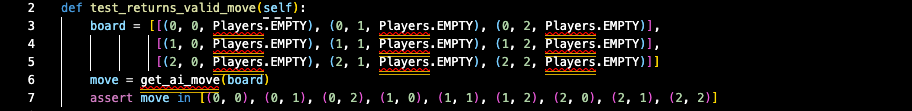 2 def test_returns_valid_move(self):
3 board = [[(0, 0, Players.EMPTY), (0, 1, Players.EMPTY), (0, 2, Players.EMPTY)],
4 [(1, 0, Players.EMPTY), (1, 1, Players.EMPTY), (1, 2, Players.EMPTY)],
5 [(2, 0, Players.EMPTY), (2, 1, Players.EMPTY), (2, 2, Players.EMPTY)]]
6 move = get_ai_move(board)
7 assert move in [(0, 0), (0, 1), (0, 2), (1, 0), (1, 1), (1, 2), (2, 0), (2, 1), (2, 2)]